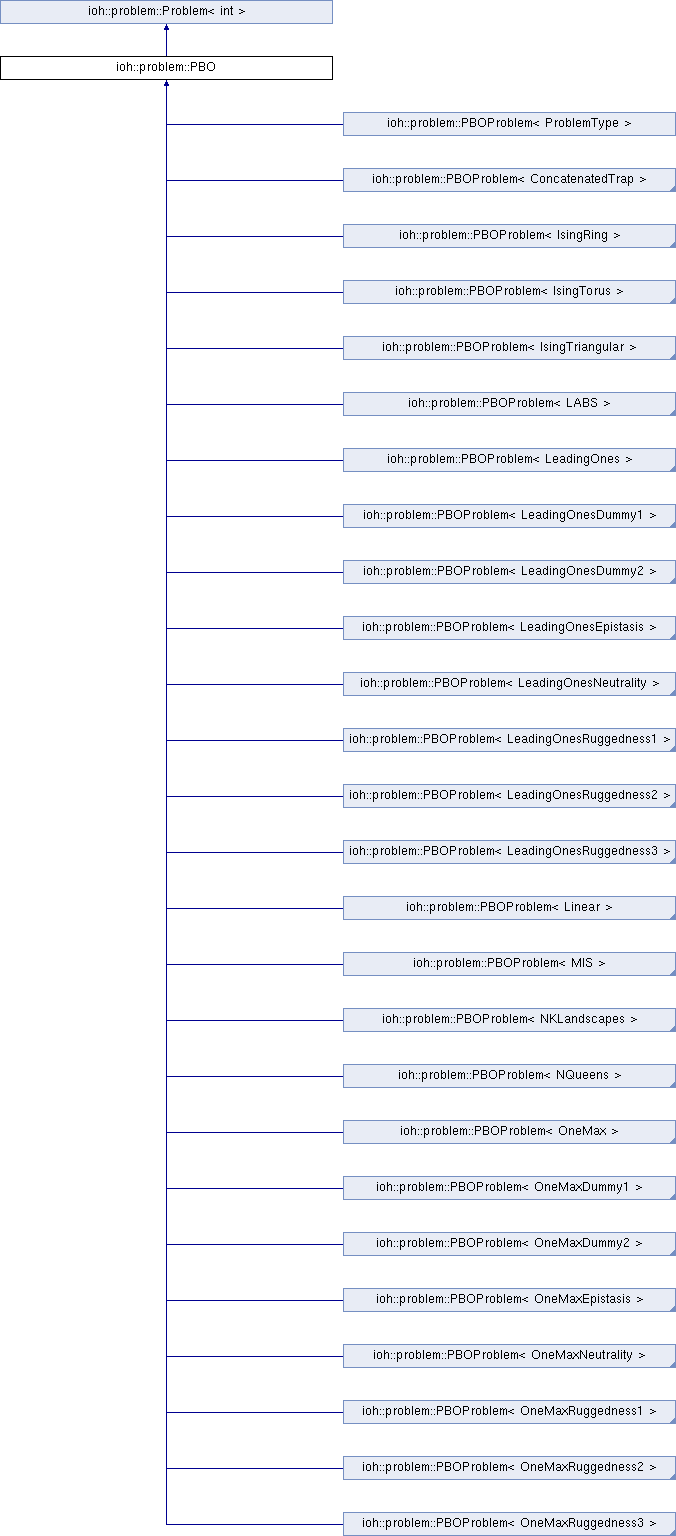 ioh::problem::Problem< int >
ioh::problem::PBO
ioh::problem::PBOProblem< ProblemType >
ioh::problem::PBOProblem< ConcatenatedTrap >
ioh::problem::PBOProblem< IsingRing >
ioh::problem::PBOProblem< IsingTorus >
ioh::problem::PBOProblem< IsingTriangular >
ioh::problem::PBOProblem< LABS >
ioh::problem::PBOProblem< LeadingOnes >
ioh::problem::PBOProblem< LeadingOnesDummy1 >
ioh::problem::PBOProblem< LeadingOnesDummy2 >
ioh::problem::PBOProblem< LeadingOnesEpistasis >
ioh::problem::PBOProblem< LeadingOnesNeutrality >
ioh::problem::PBOProblem< LeadingOnesRuggedness1 >
ioh::problem::PBOProblem< LeadingOnesRuggedness2 >
ioh::problem::PBOProblem< LeadingOnesRuggedness3 >
ioh::problem::PBOProblem< Linear >
ioh::problem::PBOProblem< MIS >
ioh::problem::PBOProblem< NKLandscapes >
ioh::problem::PBOProblem< NQueens >
ioh::problem::PBOProblem< OneMax >
ioh::problem::PBOProblem< OneMaxDummy1 >
ioh::problem::PBOProblem< OneMaxDummy2 >
ioh::problem::PBOProblem< OneMaxEpistasis >
ioh::problem::PBOProblem< OneMaxNeutrality >
ioh::problem::PBOProblem< OneMaxRuggedness1 >
ioh::problem::PBOProblem< OneMaxRuggedness2 >
ioh::problem::PBOProblem< OneMaxRuggedness3 >